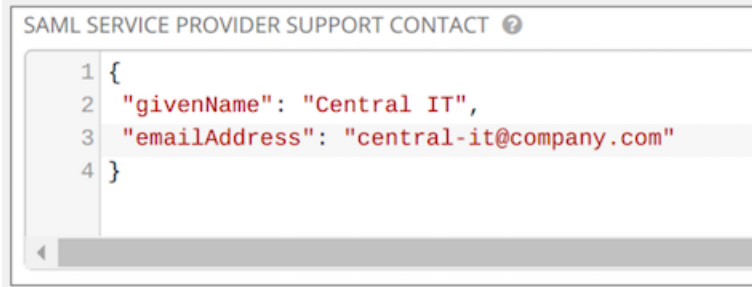 SAML SERVICE PROVIDER SUPPORT CONTACT ?
1 {
2 "givenName": "Central IT",
3 "emailAddress": "central-it@company.com"
4 }